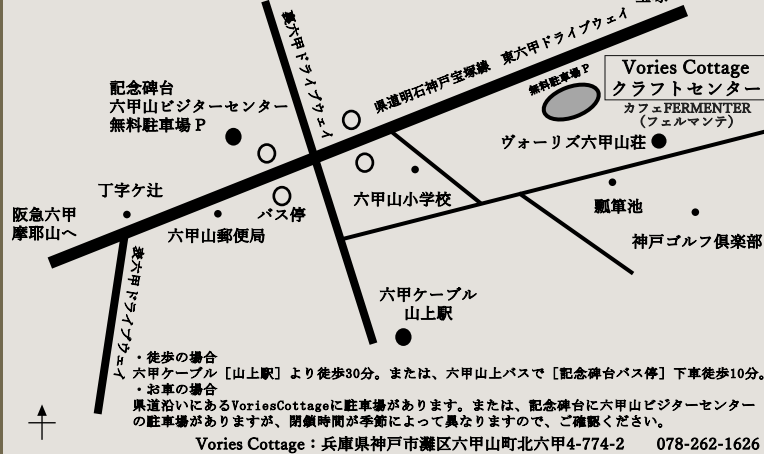 裏六甲ドライブウェイ
東六甲ドライブウェイ
県道明石神戸宝塚線
無料駐車場P
Vories Cottage
クラフトセンター
カフェFERMENTER
（フェルマンテ）
ヴォーリズ六甲山荘
記念碑台
六甲山ビジターセンター
無料駐車場P
丁字ケ辻
阪急六甲
摩耶山へ
六甲山郵便局
バス停
六甲山小学校
瓢箪池
神戸ゴルフ倶楽部
表六甲ドライブウェイ
六甲ケーブル
山上駅
・徒歩の場合
六甲ケーブル［山上駅］より徒歩30分。または、六甲山上バスで［記念碑台バス停］下車徒歩10分。
・お車の場合
県道沿いにあるVoriesCottageに駐車場があります。または、記念碑台に六甲山ビジターセンター
の駐車場がありますが、閉鎖時間が季節によって異なりますので、ご確認ください。
Vories Cottage：兵庫県神戸市灘区六甲山町北六甲4-774-2　078-262-1626